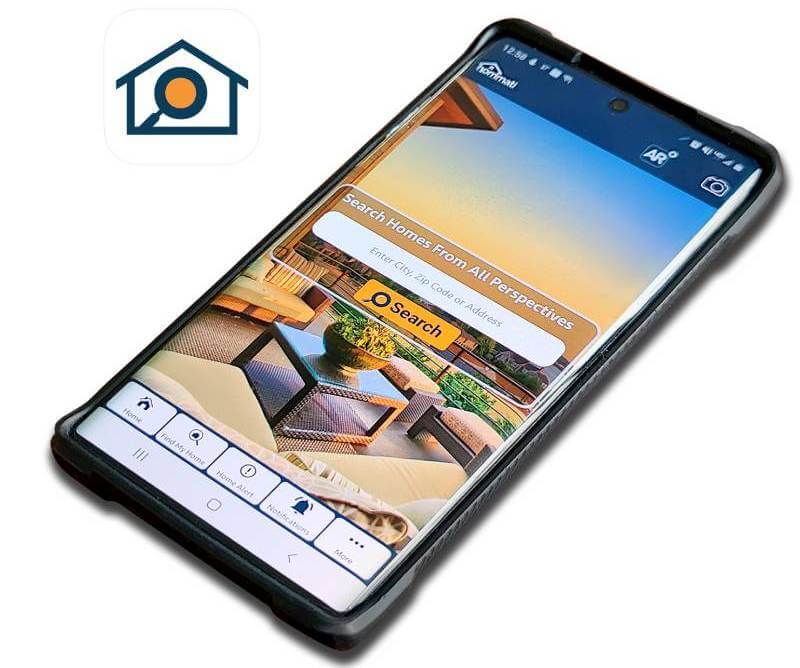 12:58
hommati
AR
Search Homes From All Perspectives
Enter City, Zip Code or Address
Search
Home
Find My Home
Home Alert
Notifications
More